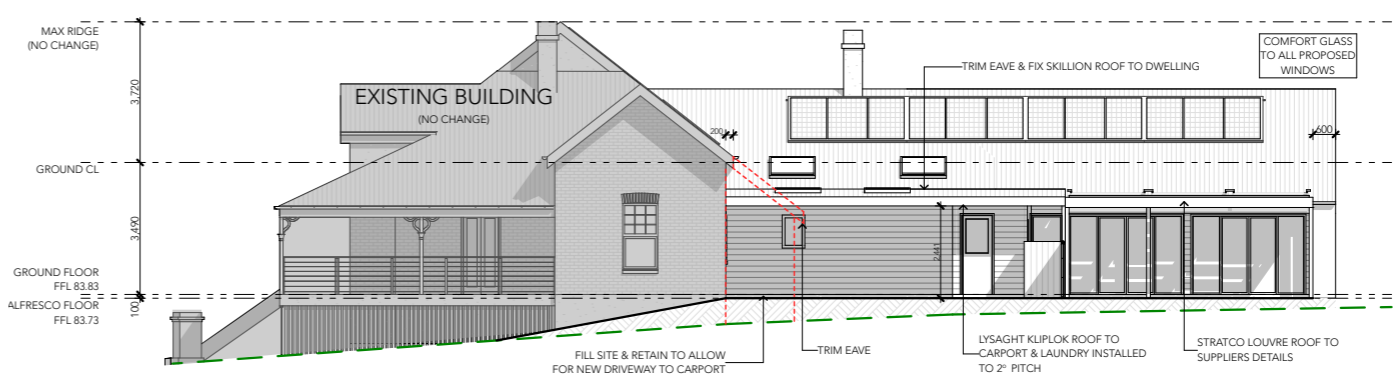 MAX RIDGE
(NO CHANGE)
3,720
EXISTING BUILDING
(NO CHANGE)
200
TRIM EAVE & FIX SKILLION ROOF TO DWELLING
COMFORT GLASS
TO ALL PROPOSED
WINDOWS
600
GROUND CL
3,490
2,441
GROUND FLOOR
FFL 83.83
ALFRESCO FLOOR
FFL 83.73
100
FILL SITE & RETAIN TO ALLOW
FOR NEW DRIVEWAY TO CARPORT
TRIM EAVE
LYSAGHT KLIPLOK ROOF TO
CARPORT & LAUNDRY INSTALLED
TO 2° PITCH
STRATCO LOUVRE ROOF TO
SUPPLIERS DETAILS